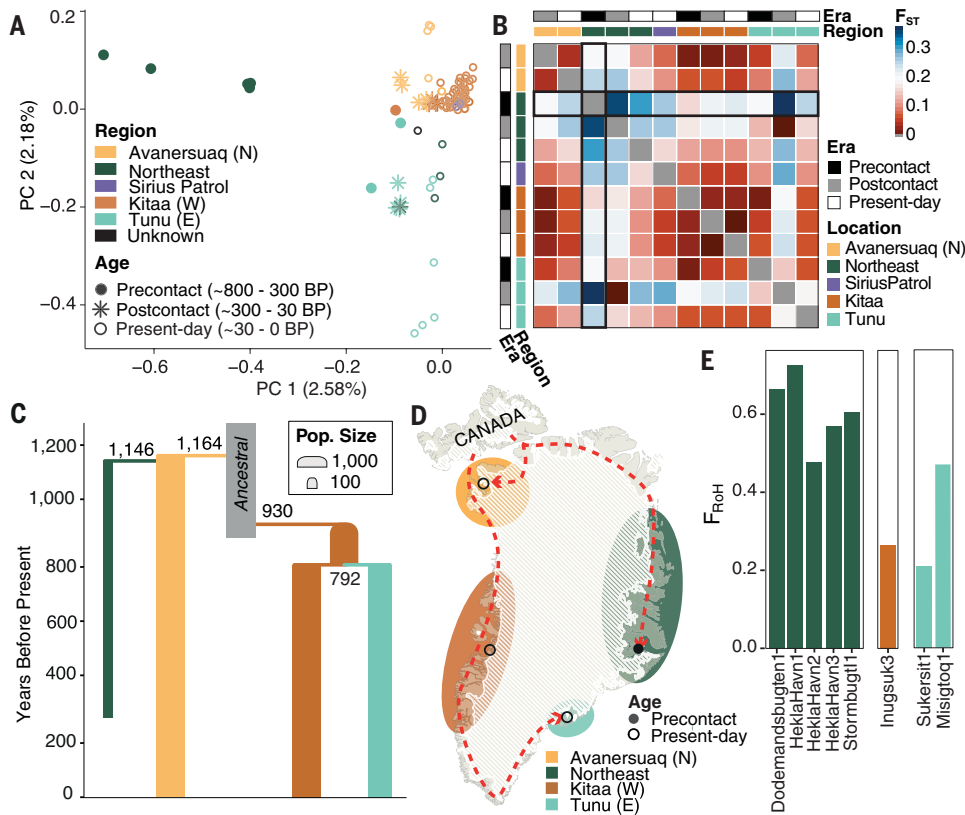 A
0.2
0.0
−0.2
−0.4
PC 2 (2.18%)
Region
Avanersuaq (N)
Northeast
Sirius Patrol
Kitaa (W)
Tunu (E)
Unknown
Age
Precontact (~800 - 300 BP)
Postcontact (~300 - 30 BP)
Present-day (~30 - 0 BP)
−0.6
−0.4
−0.2
0.0
PC 1 (2.58%)
B
Era
Region
Era
Region
FST
0.3
0.2
0.1
0
Era
Precontact
Postcontact
Present-day
Location
Avanersuaq (N)
Northeast
SiriusPatrol
Kitaa
Tunu
C
Years Before Present
1,200
1,000
800
600
400
200
0
1,146
1,164
Ancestral
930
792
Pop. Size
1,000
100
D
CANADA
Age
Precontact
Present-day
Avanersuaq (N)
Northeast
Kitaa (W)
Tunu (E)
E
FRoH
0.6
0.4
0.2
0.0
Dodemandsbugten1
HeklaHavn1
HeklaHavn2
HeklaHavn3
Stormbugtl1
Inugsuk3
Sukersit1
Misigtoq1